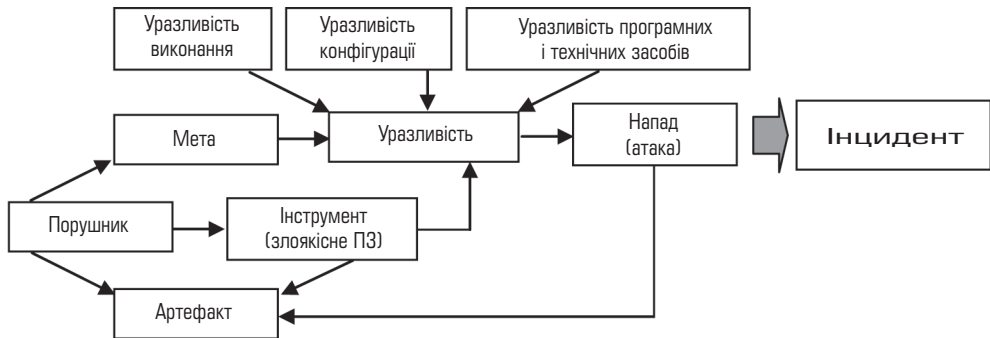 Уразливість
виконання
Уразливість
конфігурації
Уразливість програмних
і технічних засобів
Мета
Уразливість
Напад
(атака)
Інцидент
Порушник
Інструмент
(злоякісне ПЗ)
Артефакт